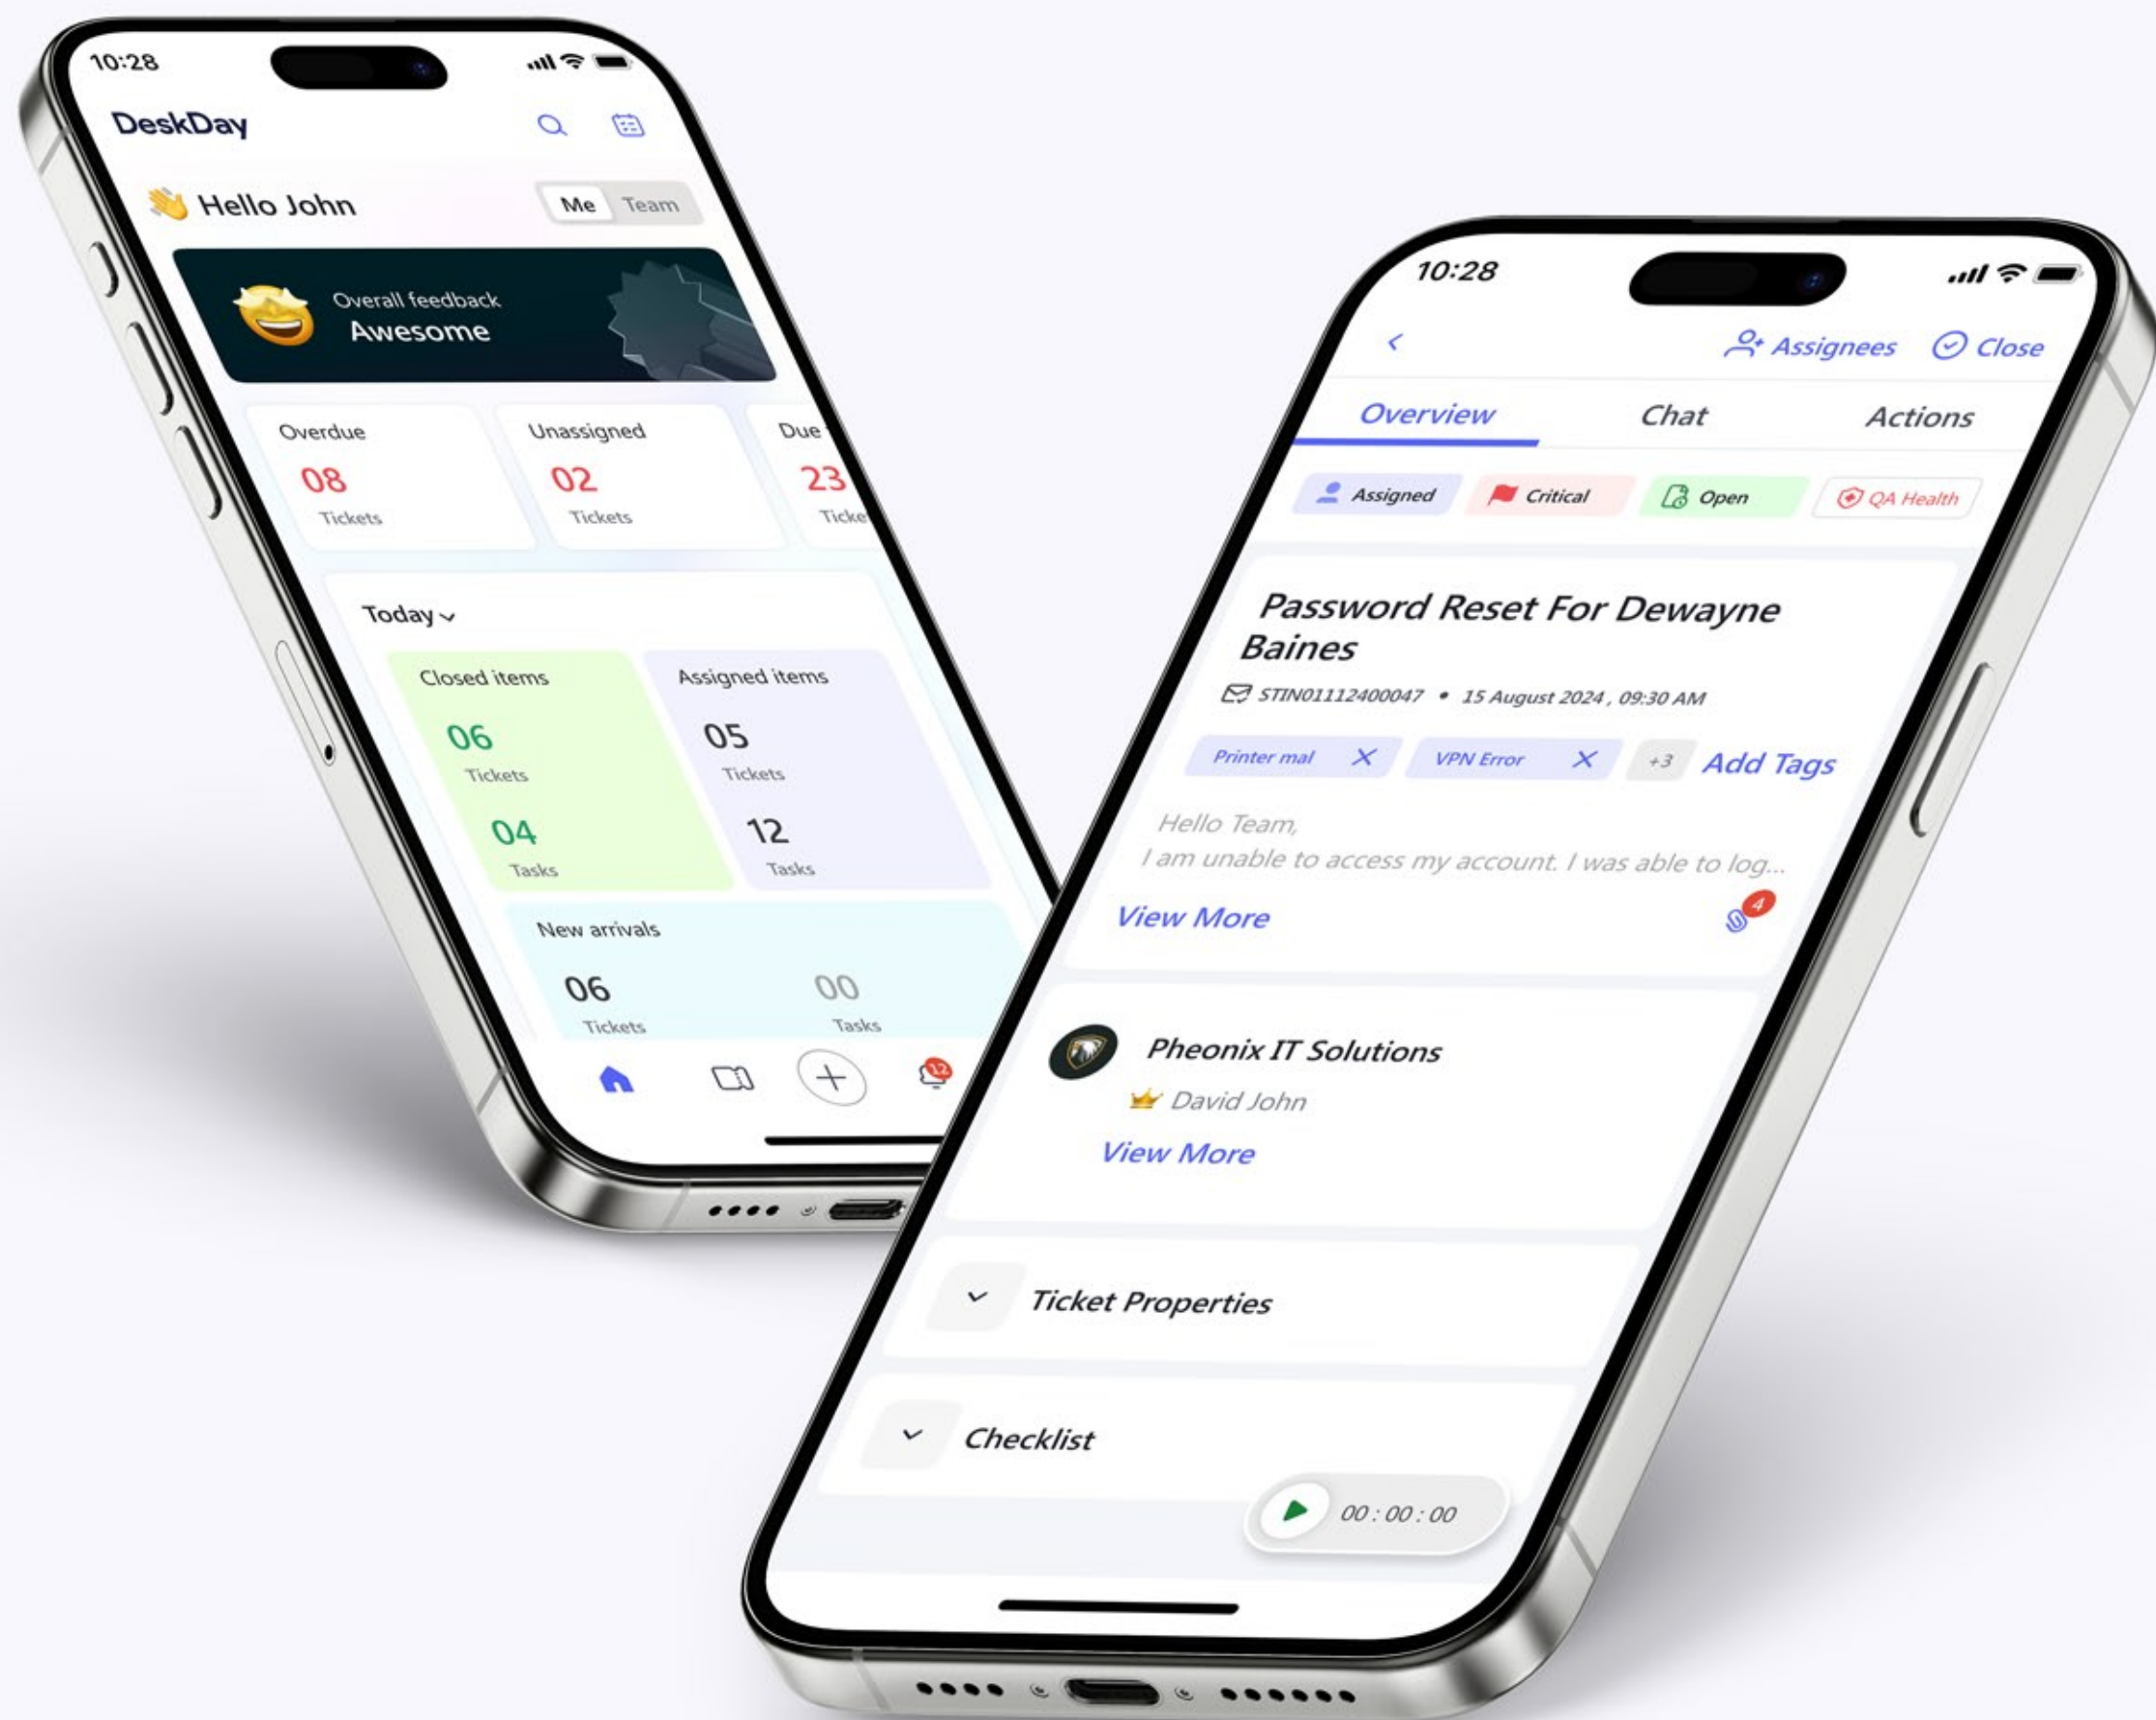 10:28
DeskDay
Hello John
Me Team
Overall feedback
Awesome
Overdue
08
Tickets
Unassigned
02
Tickets
Due
23
Ticke
Today
Closed items
06
Tickets
04
Tasks
Assigned items
05
Tickets
12
Tasks
New arrivals
06
Tickets
00
Tasks
12
10:28
Assignees Close
Overview Chat Actions
Assigned Critical Open QA Health
Password Reset For Dewayne
Baines
STIN01112400047 • 15 August 2024 , 09:30 AM
Printer mal VPN Error +3 Add Tags
Hello Team,
I am unable to access my account. I was able to log...
View More
4
Pheonix IT Solutions
David John
View More
Ticket Properties
Checklist
00 : 00 : 00